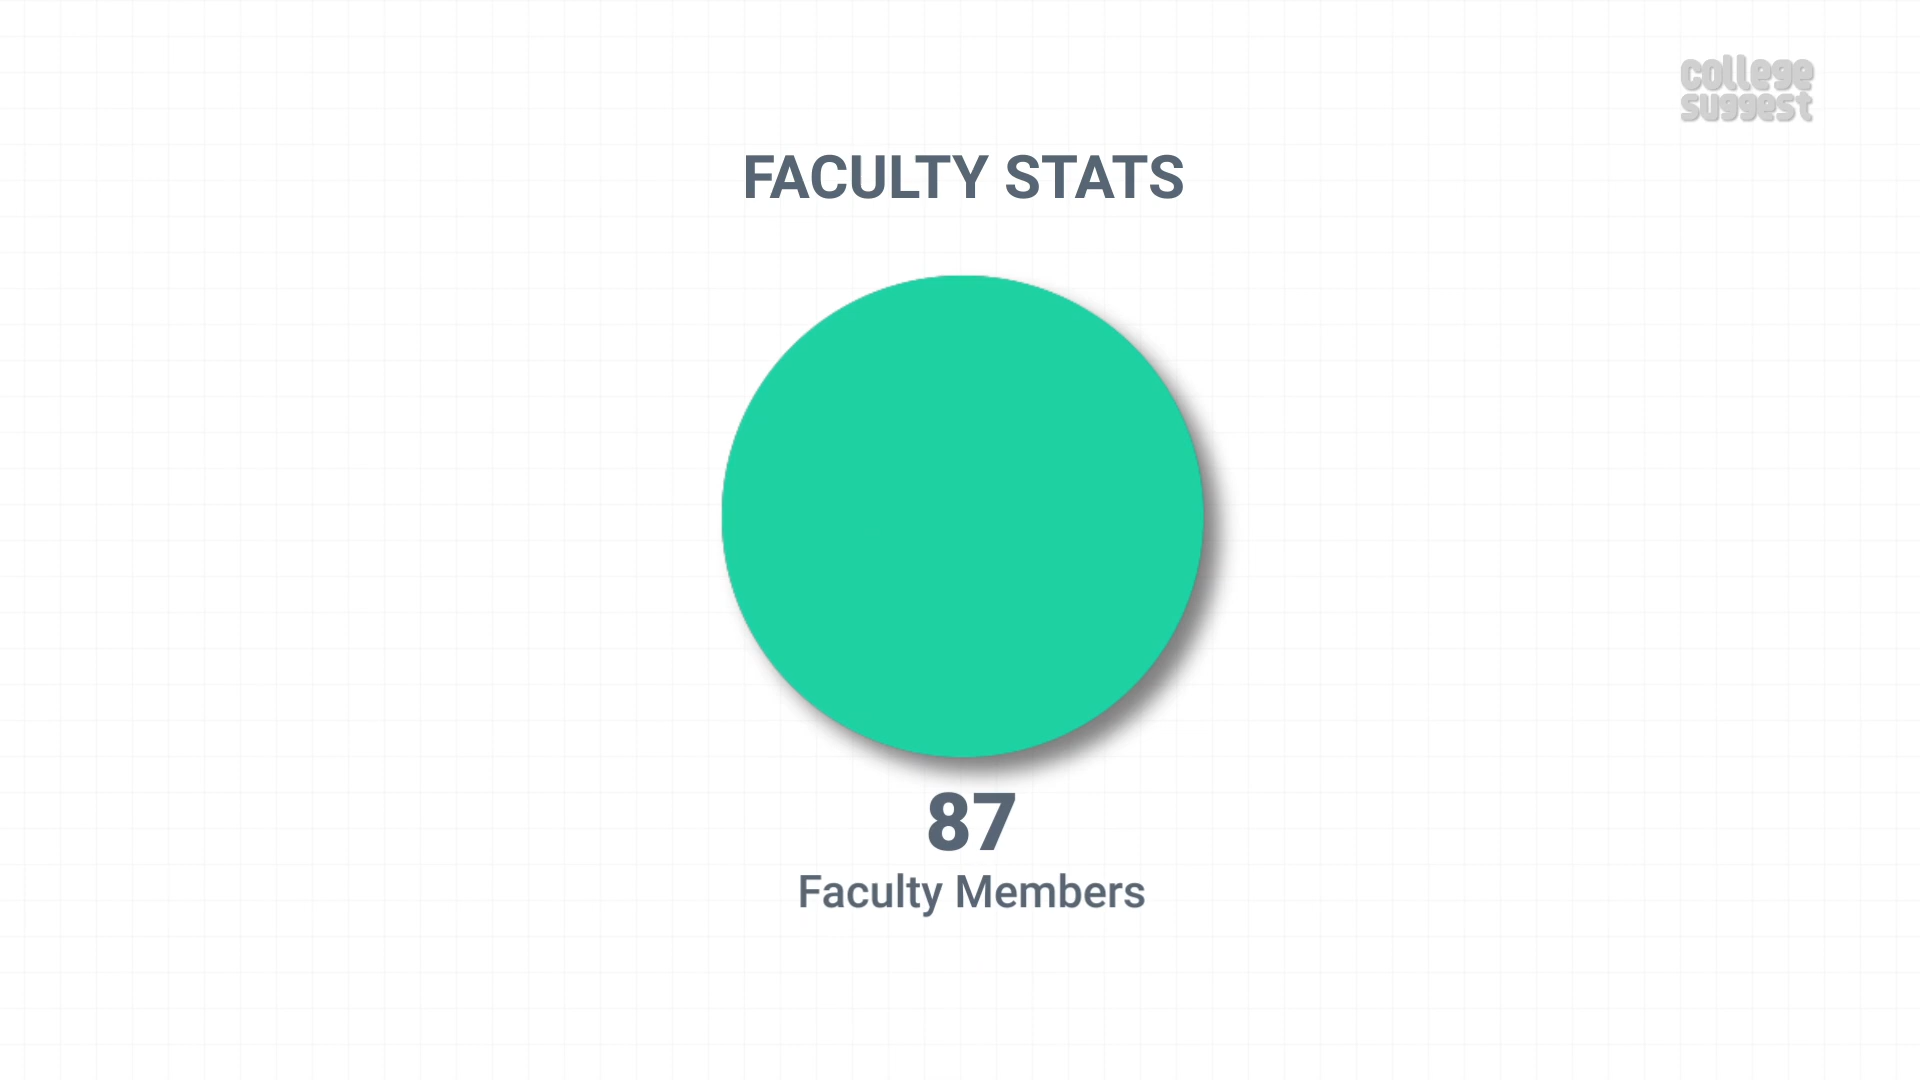 college
suggest
FACULTY STATS
87
Faculty Members